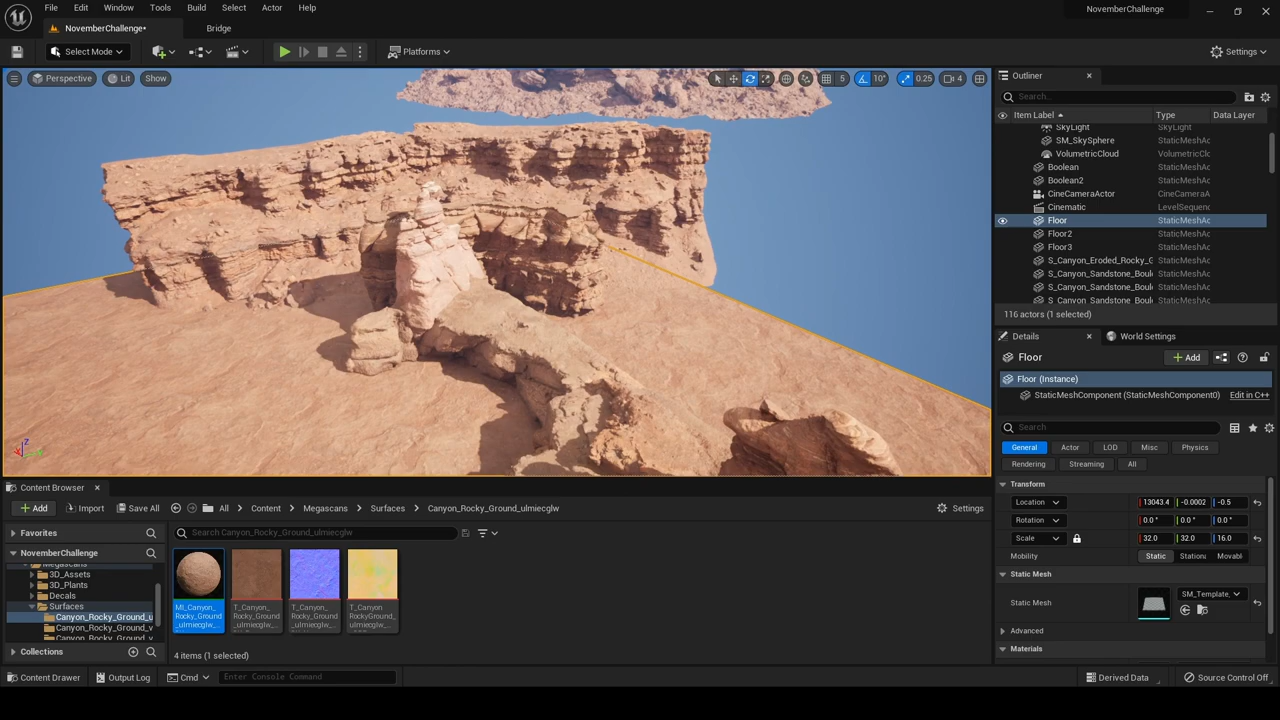 File Edit Window Tools Build Select Actor Help
NovemberChallenge
NovemberChallenge•
Bridge
Select Mode
Platforms
Settings
Perspective
Lit
Show
5
10°
0.25
4
Outliner
Search...
Item Label
Type
Data Layer
SkyLight SkyLight
SM_SkySphere StaticMeshAc
VolumetricCloud VolumetricClc
Boolean StaticMeshAc
Boolean2 StaticMeshAc
CineCameraActor CineCameraA
Cinematic LevelSequenc
Floor StaticMeshAc
Floor2 StaticMeshAc
Floor3 StaticMeshAc
S_Canyon_Eroded_Rocky_G StaticMeshAc
S_Canyon_Sandstone_Boul StaticMeshAc
S_Canyon_Sandstone_Boul StaticMeshAc
S_Canyon_Sandstone_Boul StaticMeshAc
116 actors (1 selected)
Details
World Settings
Floor
Add
Floor (Instance)
StaticMeshComponent (StaticMeshComponent0) Edit in C++
Search
General Actor LOD Misc Physics
Rendering Streaming All
Transform
Location 13043.4 -0.0002 -0.5
Rotation 0.0 ° 0.0 ° 0.0 °
Scale 32.0 32.0 16.0
Mobility Static Stationa Movabl
Static Mesh
Static Mesh SM_Template_
Advanced
Materials
Z
Content Browser
Add Import Save All All Content Megascans Surfaces Canyon_Rocky_Ground_ulmiecglw Settings
Favorites
Search Canyon_Rocky_Ground_ulmiecglw
NovemberChallenge
Megascans
3D_Assets
3D_Plants
Decals
Surfaces
Canyon_Rocky_Ground_u
Canyon_Rocky_Ground_v
Canyon_Rocky_Ground_v
Collections
MI_Canyon_
Rocky_Ground
_ulmiecglw_
T_Canyon_
Rocky_Ground
_ulmiecglw_
T_Canyon_
Rocky_Ground
_ulmiecglw_
T_Canyon
RockyGround_
_ulmiecglw_
4 items (1 selected)
Content Drawer
Output Log
Cmd
Enter Console Command
Derived Data
Source Control Off